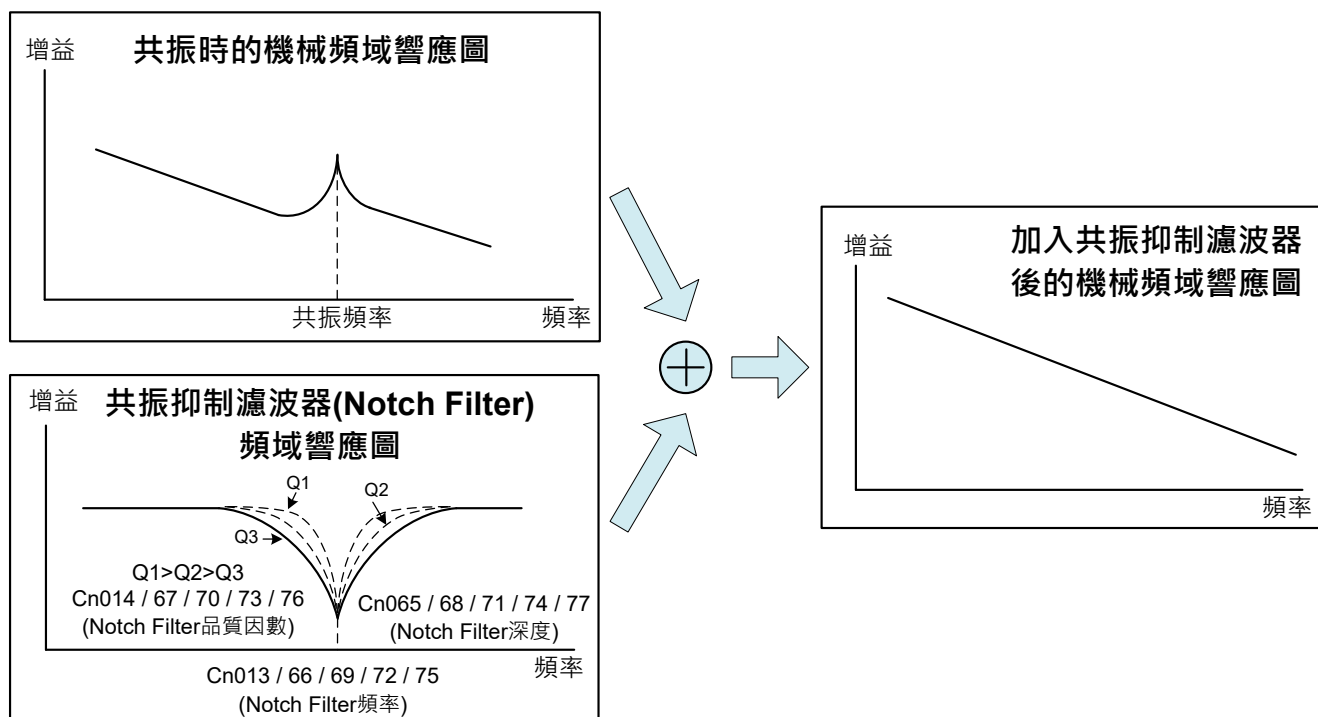 增益
共振時的機械頻域響應圖
共振頻率
頻率
增益
共振抑制濾波器(Notch Filter)
頻域響應圖
Q1
Q2
Q3
Q1>Q2>Q3
Cn014 / 67 / 70 / 73 / 76
(Notch Filter品質因數)
Cn065 / 68 / 71 / 74 / 77
(Notch Filter深度)
頻率
Cn013 / 66 / 69 / 72 / 75
(Notch Filter頻率)
增益
加入共振抑制濾波器
後的機械頻域響應圖
頻率